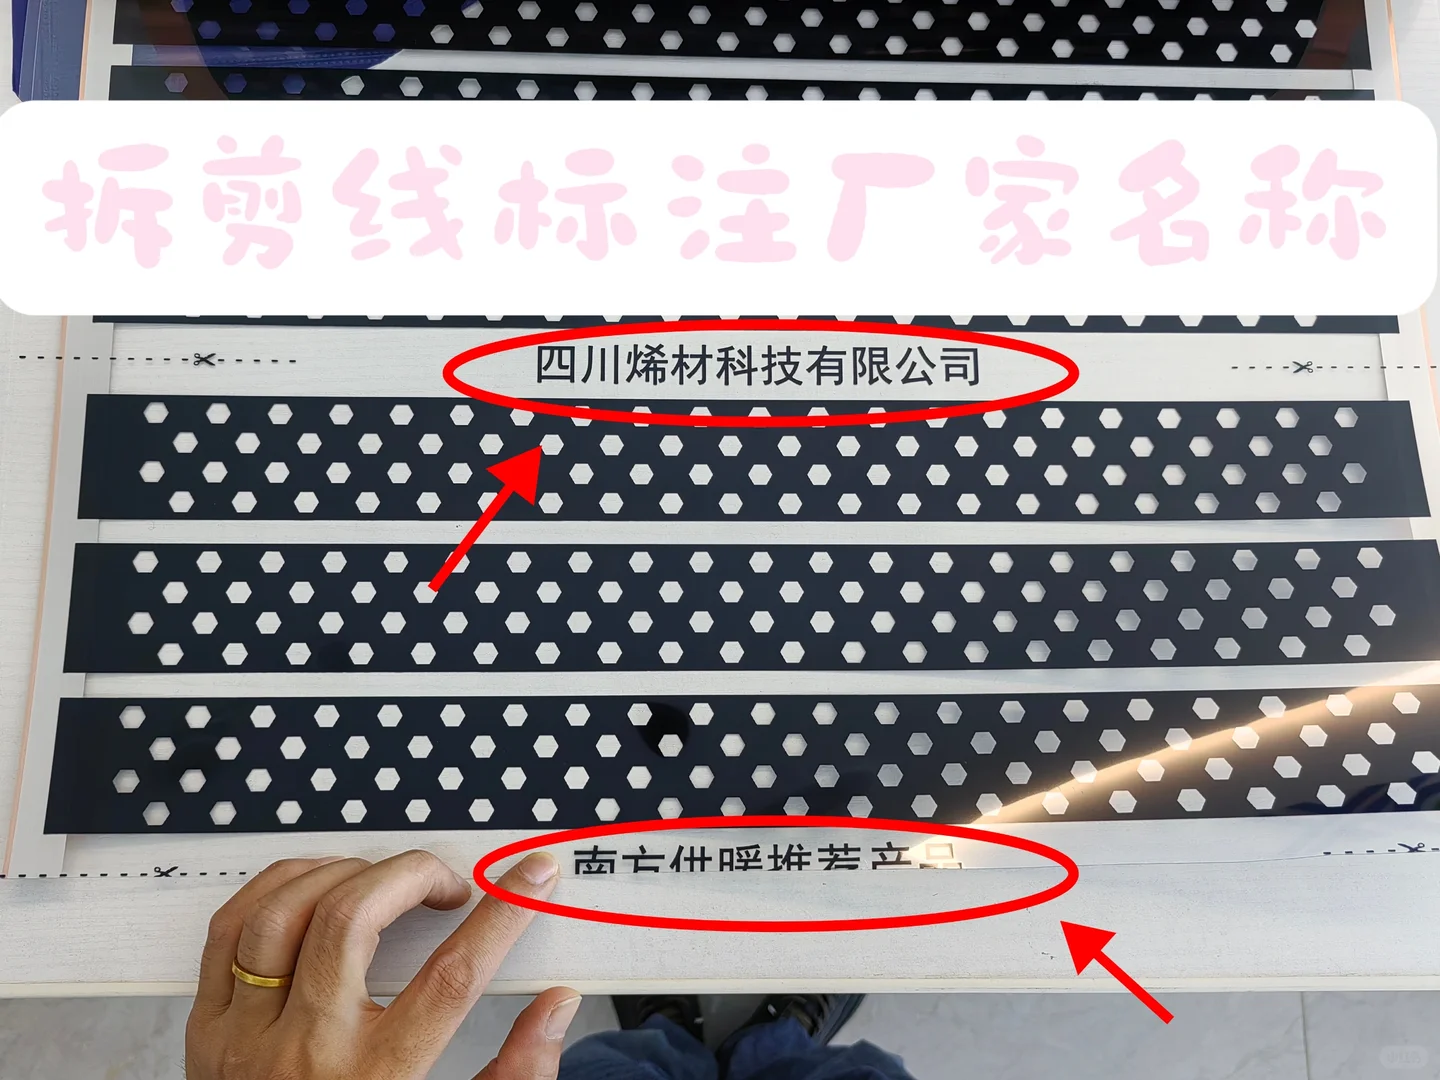 拆剪线标注厂家名称
四川烯材科技有限公司
南方供暖推荐产品